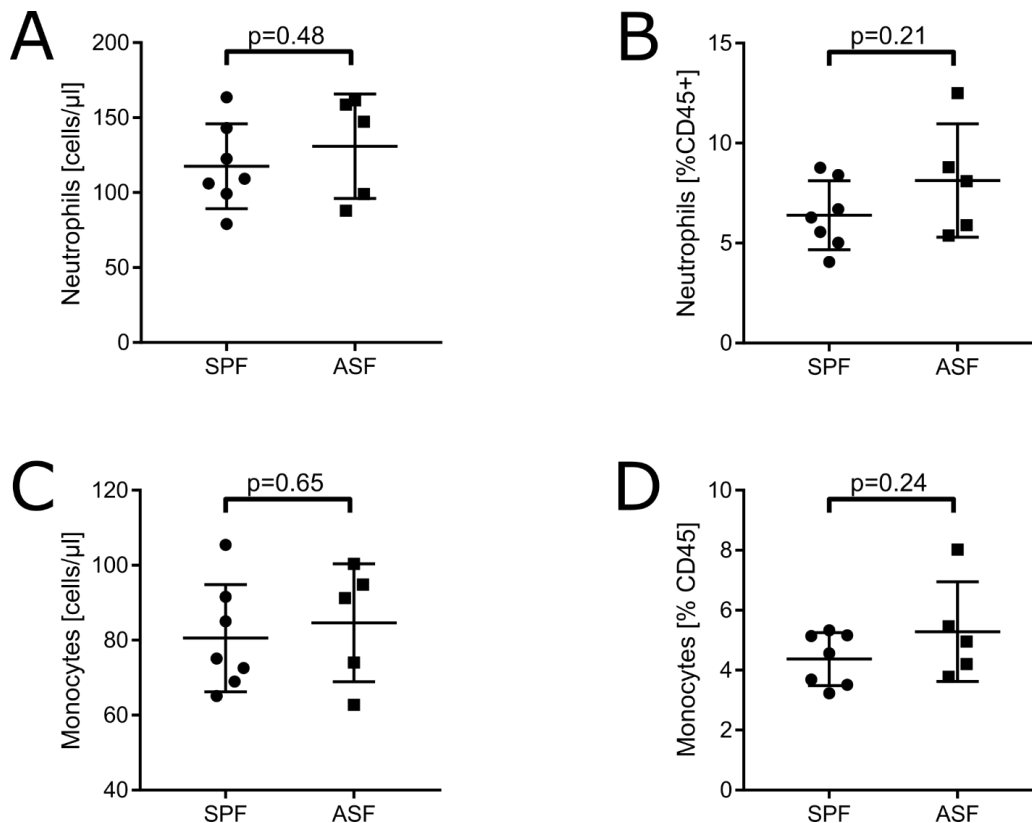 A
p=0.48
Neutrophils [cells/µl]
200
150
100
50
0
SPF ASF
B
p=0.21
Neutrophils [%CD45+]
15
10
5
0
SPF ASF
C
p=0.65
Monocytes [cells/µl]
120
100
80
60
40
SPF ASF
D
p=0.24
Monocytes [% CD45]
10
8
6
4
2
0
SPF ASF